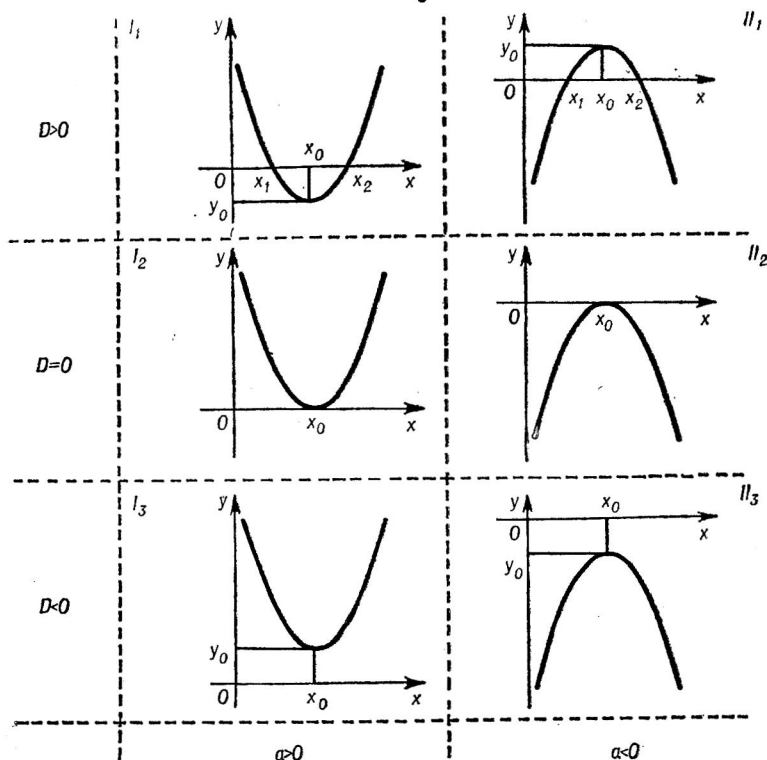 I₁
y
D>0
x₀
0
x₁
x₂
x
y₀
II₁
y
y₀
0
x₁
x₀
x₂
x
I₂
y
D=0
0
x₀
x
II₂
y
0
x₀
x
I₃
y
D<0
y₀
0
x₀
x
II₃
y
x₀
0
x
y₀
a>0
a<0